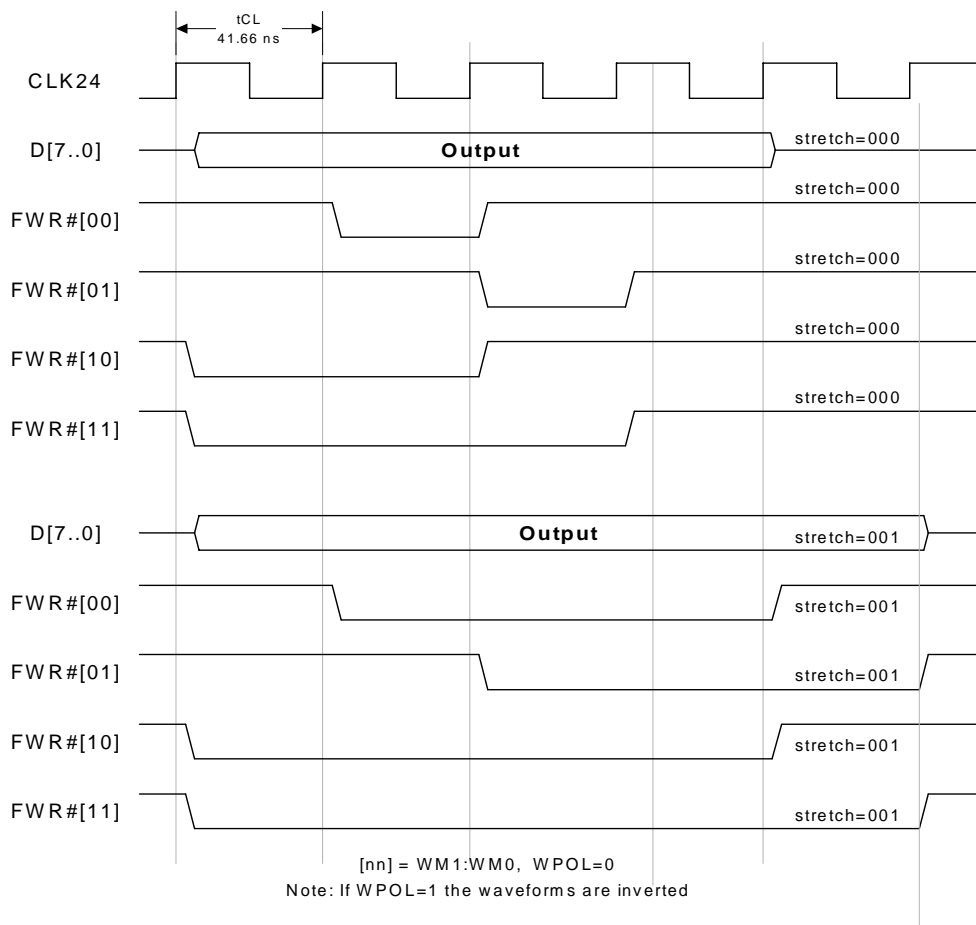 tCL
41.66 ns
CLK24
D[7..0]
Output
stretch=000
FWR#[00]
stretch=000
FWR#[01]
stretch=000
FWR#[10]
stretch=000
FWR#[11]
stretch=000
D[7..0]
Output
stretch=001
FWR#[00]
stretch=001
FWR#[01]
stretch=001
FWR#[10]
stretch=001
FWR#[11]
stretch=001
[nn] = WM1:WM0, WPOL=0
Note: If WPOL=1 the waveforms are inverted